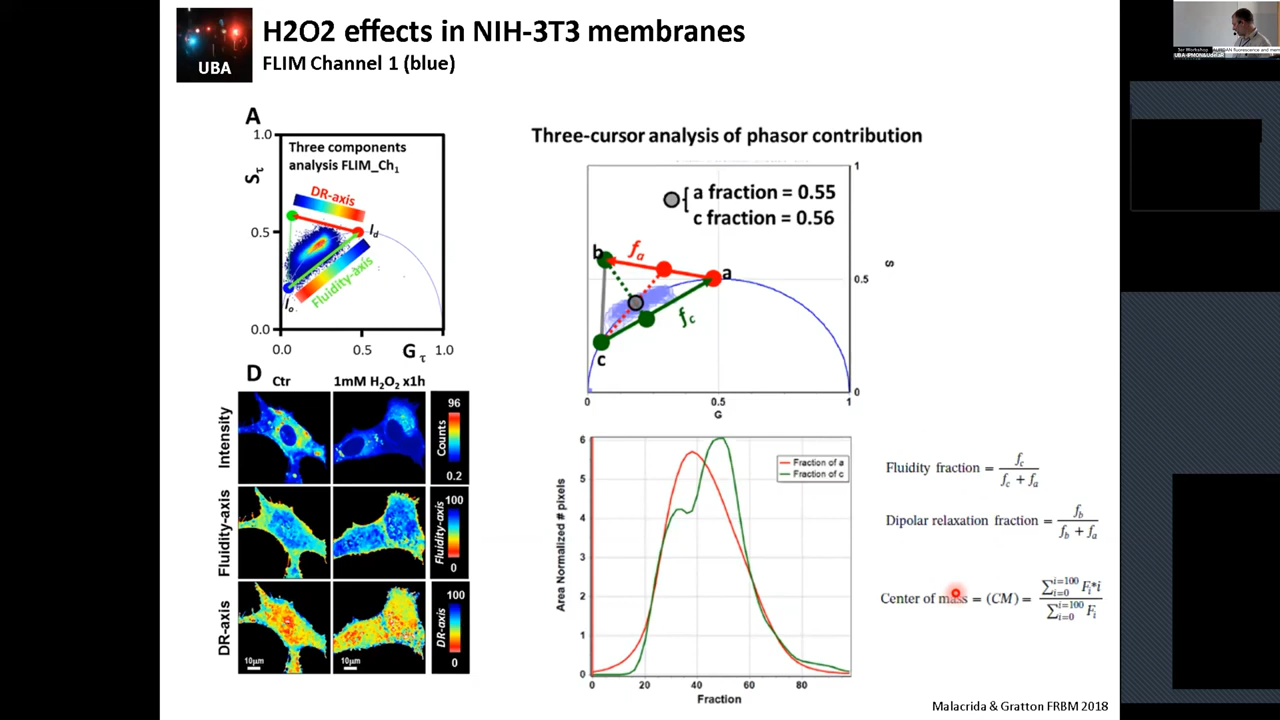 H2O2 effects in NIH-3T3 membranes
FLIM Channel 1 (blue)
UBA
A
1.0
Three components
analysis FLIM_Ch1
Sτ
DR-axis
ld
0.5
Fluidity-axis
lo
0.0
0.0
0.5
1.0
Gτ
D
Ctr
1mM H2O2 x1h
Intensity
96
Counts
0.2
Fluidity-axis
100
Fluidity-axis
0
DR-axis
100
DR-axis
0
10µm
10µm
Three-cursor analysis of phasor contribution
1
a fraction = 0.55
c fraction = 0.56
b
fa
a
0.5
S
fc
c
0
0
0.5
1
G
6
5
4
3
2
1
0
Area Normalized # pixels
Fraction of a
Fraction of c
0
20
40
60
80
Fraction
Fluidity fraction = fc / (fc + fa)
Dipolar relaxation fraction = fb / (fb + fa)
Center of mass = (CM) = ∑i=0 i=100 Fi*i / ∑i=0 i=100 Fi
Malacrida & Gratton FRBM 2018